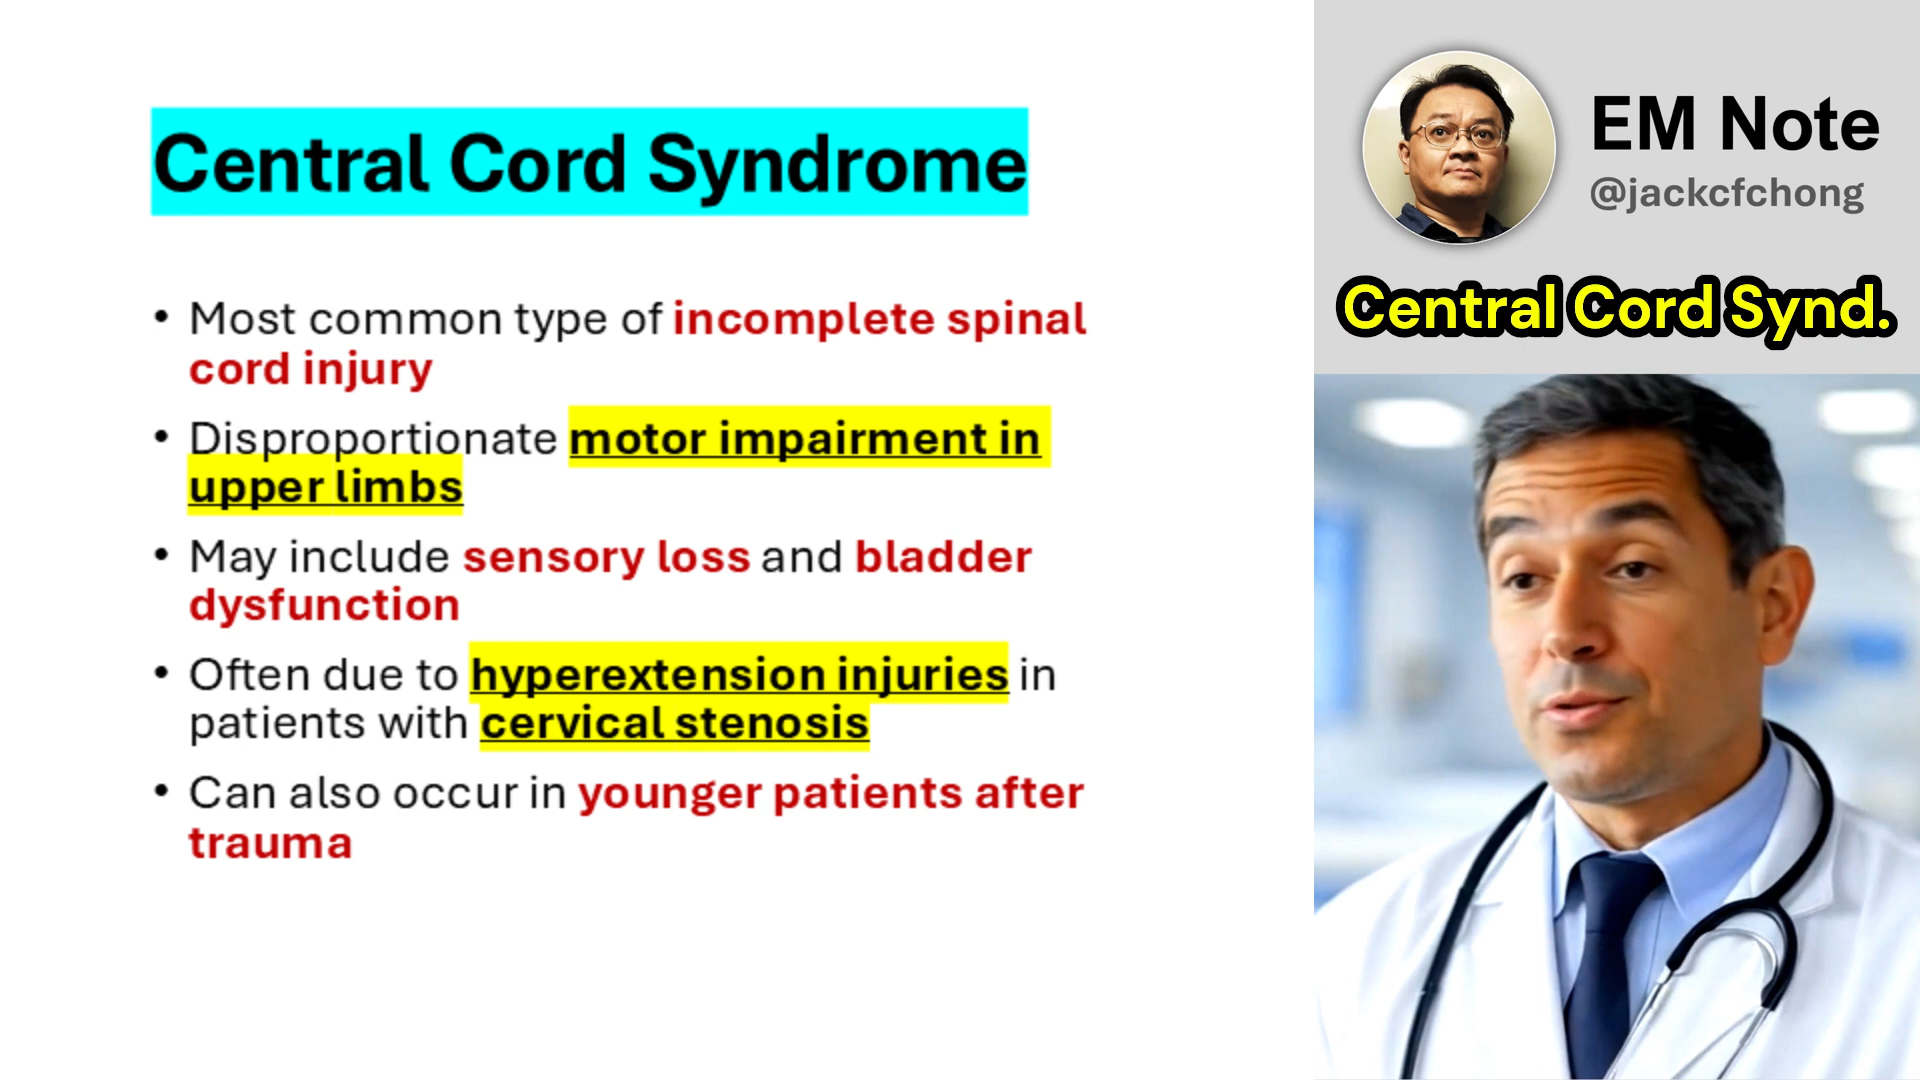 Central Cord Syndrome
• Most common type of incomplete spinal
cord injury
• Disproportionate motor impairment in
upper limbs
• May include sensory loss and bladder
dysfunction
• Often due to hyperextension injuries in
patients with cervical stenosis
• Can also occur in younger patients after
trauma
EM Note
@jackcfchong
Central Cord Synd.